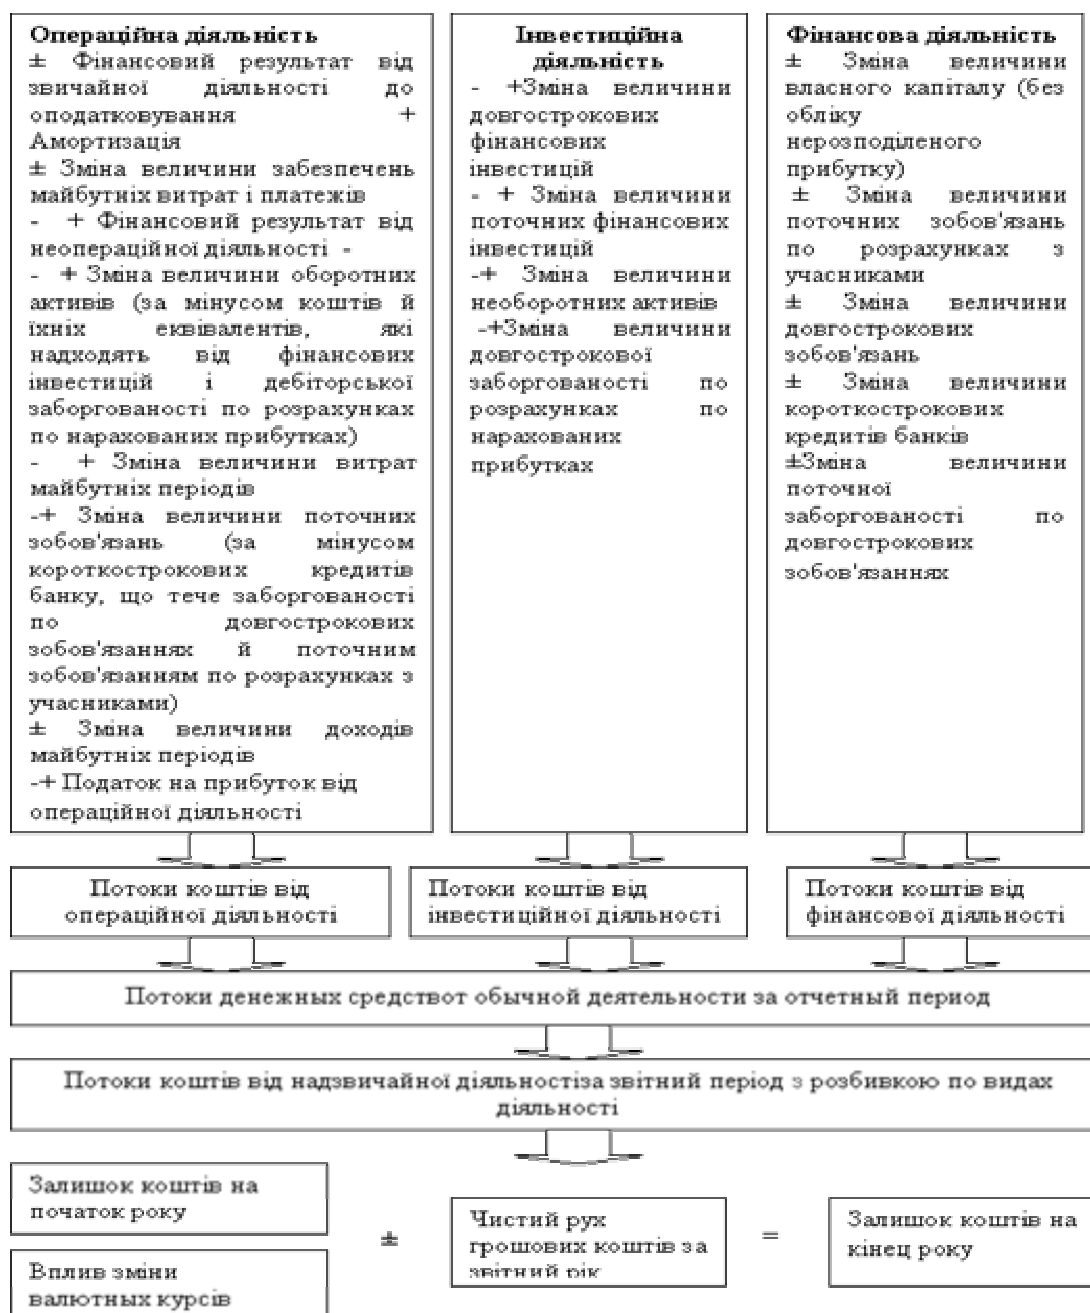 Операційна діяльність
± Фінансовий результат від
звичайної діяльності до
оподатковування +
Амортизація
± Зміна величини забезпечень
майбутніх витрат і платежів
- + Фінансовий результат від
неопераційної діяльності -
- + Зміна величини оборотних
активів (за мінусом коштів й
їхніх еквівалентів, які
надходять від фінансових
інвестицій і дебіторської
заборгованості по розрахунках
по нарахованих прибутках)
- + Зміна величини витрат
майбутніх періодів
-+ Зміна величини поточних
зобов'язань (за мінусом
короткострокових кредитів
банку, що тече заборгованості
по довгострокових
зобов'язаннях й поточним
зобов'язанням по розрахунках з
учасниками)
± Зміна величини доходів
майбутніх періодів
-+ Податок на прибуток від
операційної діяльності
Інвестиційна
діяльність
- +Зміна величини
довгострокових
фінансових
інвестицій
- + Зміна величини
поточних фінансових
інвестицій
-+ Зміна величини
необоротних активів
-+Зміна величини
довгострокової
заборгованості по
розрахунках по
нарахованих
прибутках
Фінансова діяльність
± Зміна величини
власного капіталу (без
обліку
нерозподіленого
прибутку)
± Зміна величини
поточних зобов'язань
по розрахунках з
учасниками
± Зміна величини
довгострокових
зобов'язань
± Зміна величини
короткострокових
кредитів банків
±Зміна величини
поточної
заборгованості по
довгострокових
зобов'язаннях
Потоки коштів від
операційної діяльності
Потоки коштів від
інвестиційної діяльності
Потоки коштів від
фінансової діяльності
Потоки денежных средствот обычной деятельности за отчетный период
Потоки коштів від надзвичайної діяльностіза звітний період з розбивкою по видах
діяльності
Залишок коштів на
початок року
Вплив зміни
валютных курсів
±
Чистий рух
грошових коштів за
звітний рік
=
Залишок коштів на
кінец року